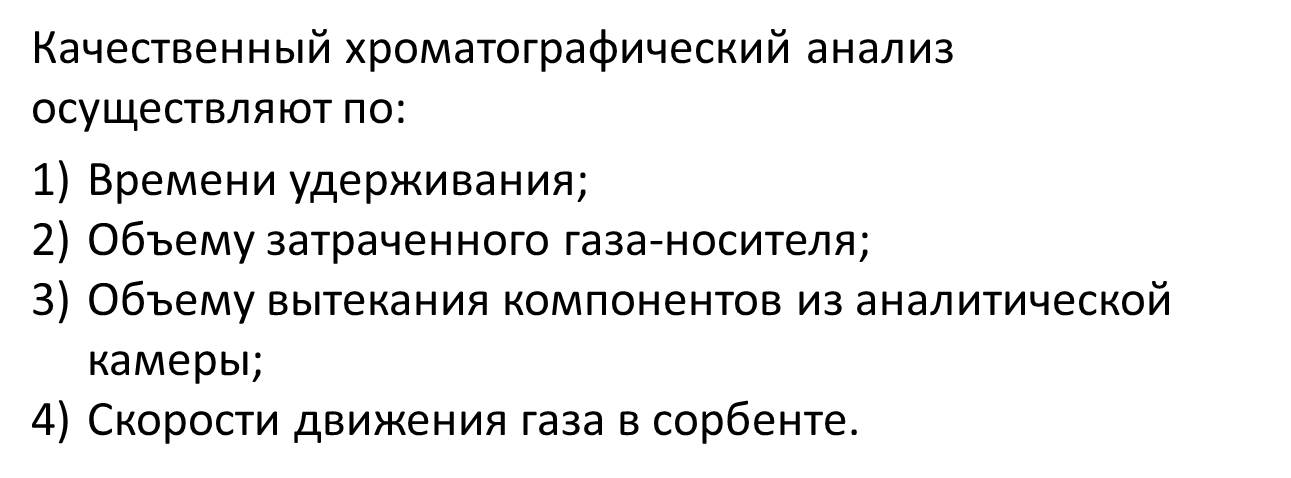 Качественный хроматографический анализ
осуществляют по:
1) Времени удерживания;
2) Объему затраченного газа-носителя;
3) Объему вытекания компонентов из аналитической
камеры;
4) Скорости движения газа в сорбенте.